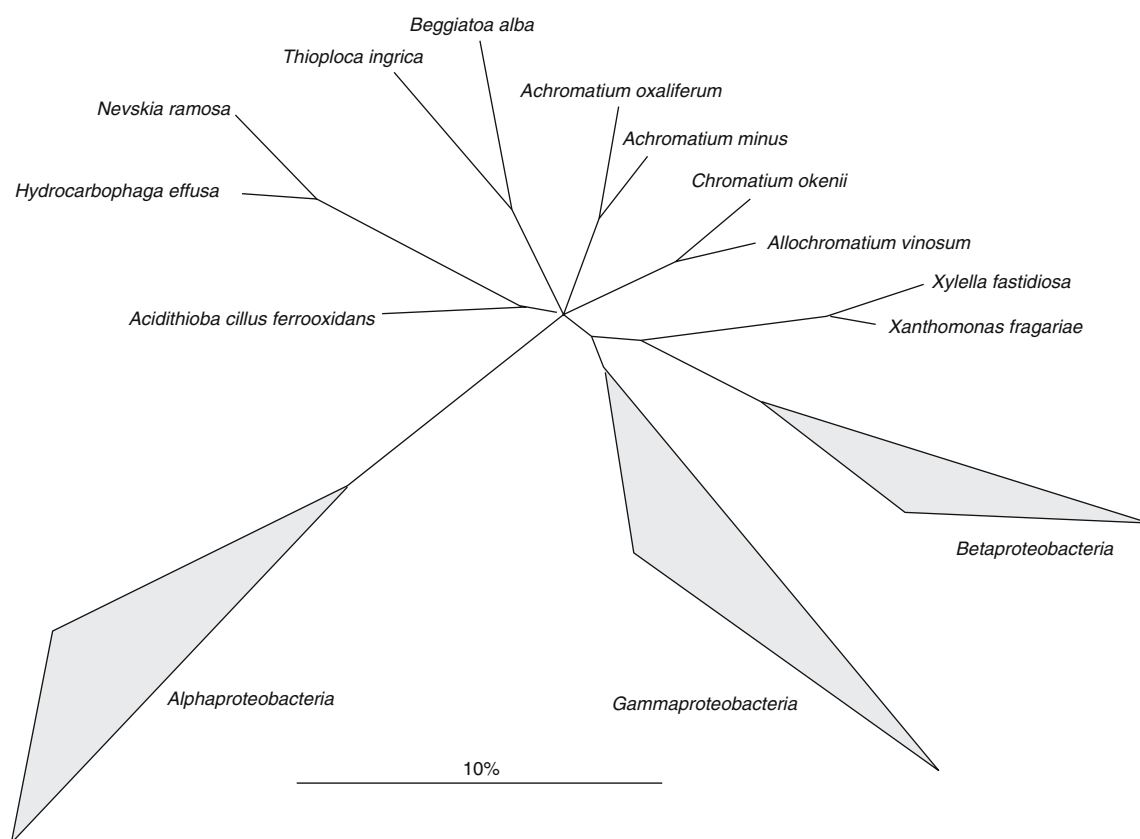 Beggiatoa alba
Thioploca ingrica
Achromatium oxaliferum
Nevskia ramosa
Achromatium minus
Chromatium okenii
Hydrocarbophaga effusa
Allochromatium vinosum
Xylella fastidiosa
Acidithioba cillus ferrooxidans
Xanthomonas fragariae
Betaproteobacteria
Alphaproteobacteria
Gammaproteobacteria
10%